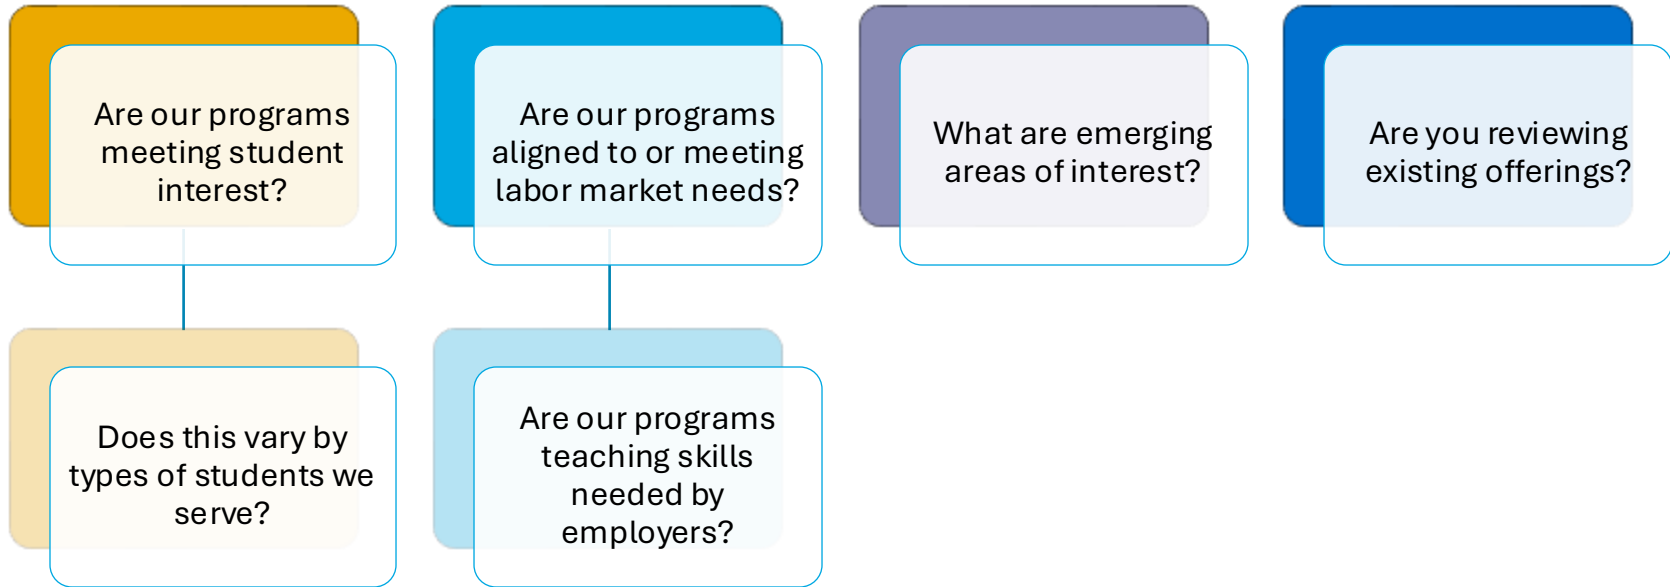 Are our programs
meeting student
interest?
Are our programs
aligned to or meeting
labor market needs?
What are emerging
areas of interest?
Are you reviewing
existing offerings?
Does this vary by
types of students we
serve?
Are our programs
teaching skills
needed by
employers?